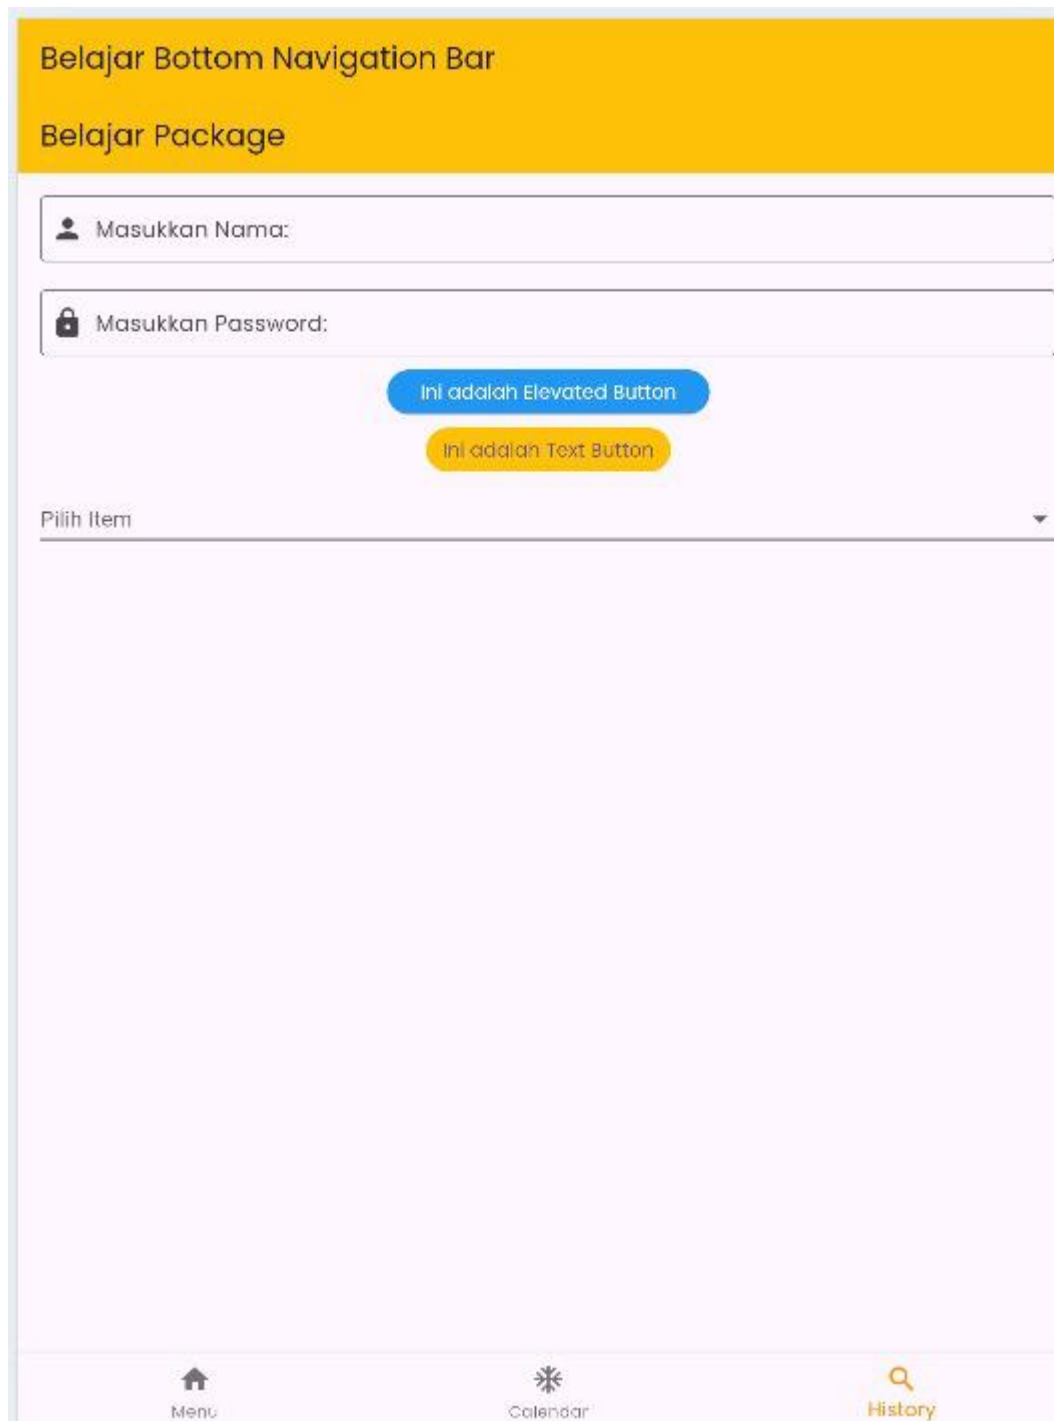 Belajar Bottom Navigation Bar
Belajar Package
Masukkan Nama:
Masukkan Password:
Ini adalah Elevated Button
Ini adalah Text Button
Pilih Item
Menu Calendar History